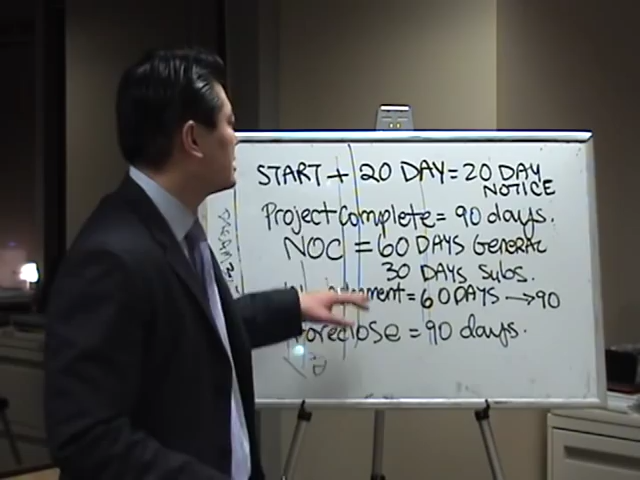 START + 20 DAY = 20 DAY
NOTICE
Project Complete = 90 days.
NOC = 60 DAYS GENERAL
30 DAYS Subs.
= 60 DAYS → 90
Foreclose = 90 days.